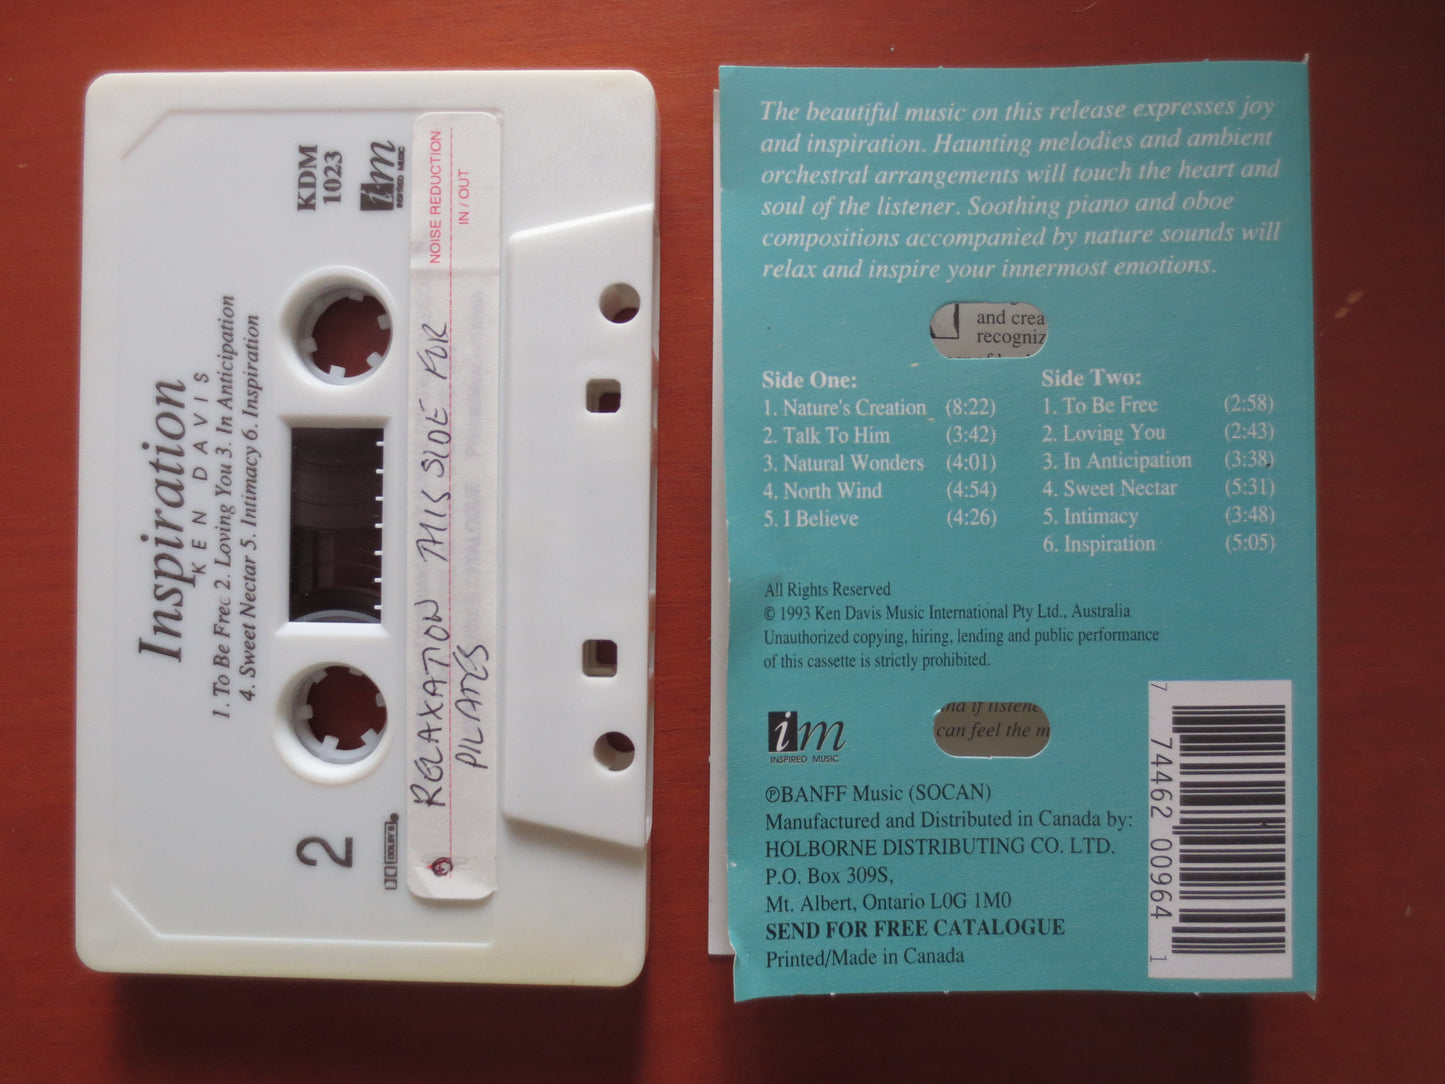 Inspiration
KEN DAVIS
1. To Be Free 2. Loving You 3. In Anticipation
4. Sweet Nectar 5. Intimacy 6. Inspiration
KDM
1023
im
INSPIRED MUSIC
2
DOLBY B
NOISE REDUCTION
IN / OUT
RELAXATION THIS SIDE FOR
PILATES
The beautiful music on this release expresses joy
and inspiration. Haunting melodies and ambient
orchestral arrangements will touch the heart and
soul of the listener. Soothing piano and oboe
compositions accompanied by nature sounds will
relax and inspire your innermost emotions.
and crea
recogniz
Side One:
1. Nature's Creation (8:22)
2. Talk To Him (3:42)
3. Natural Wonders (4:01)
4. North Wind (4:54)
5. I Believe (4:26)
Side Two:
1. To Be Free (2:58)
2. Loving You (2:43)
3. In Anticipation (3:38)
4. Sweet Nectar (5:31)
5. Intimacy (3:48)
6. Inspiration (5:05)
All Rights Reserved
© 1993 Ken Davis Music International Pty Ltd., Australia
Unauthorized copying, hiring, lending and public performance
of this cassette is strictly prohibited.
im
INSPIRED MUSIC
nd if listene
can feel the m
℗BANFF Music (SOCAN)
Manufactured and Distributed in Canada by:
HOLBORNE DISTRIBUTING CO. LTD.
P.O. Box 309S,
Mt. Albert, Ontario L0G 1M0
SEND FOR FREE CATALOGUE
Printed/Made in Canada
7 74462 00964 1